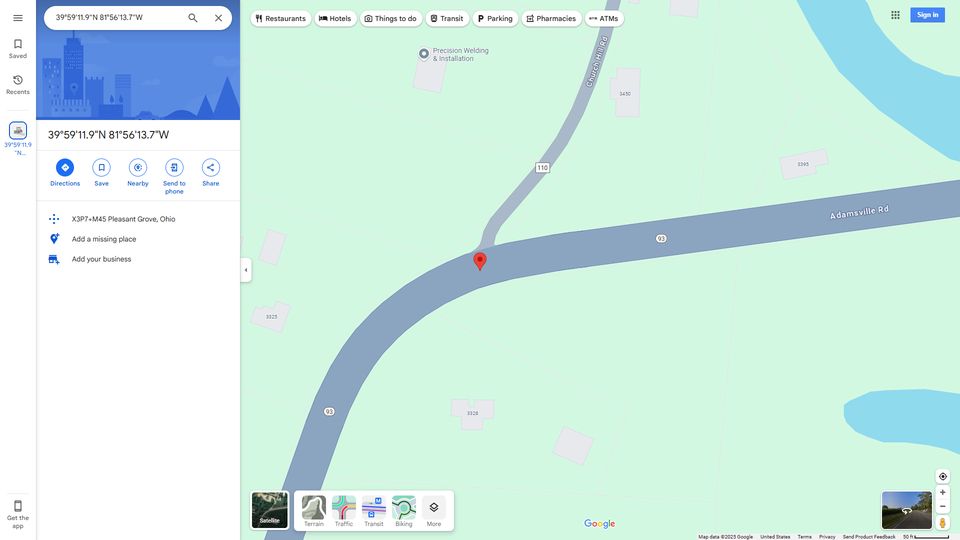 39°59'11.9"N 81°56'13.7"W
Restaurants
Hotels
Things to do
Transit
Parking
Pharmacies
ATMs
Sign in
Saved
Recents
39°59'11.9
"N...
Get the
app
39°59'11.9"N 81°56'13.7"W
Directions
Save
Nearby
Send to
phone
Share
X3P7+M45 Pleasant Grove, Ohio
Add a missing place
Add your business
Precision Welding
& Installation
Church Hill Rd
3450
110
3395
Adamsville Rd
93
3325
93
3328
Satellite
Terrain
Traffic
Transit
Biking
More
Google
Map data ©2025 Google
United States
Terms
Privacy
Send Product Feedback
50 ft